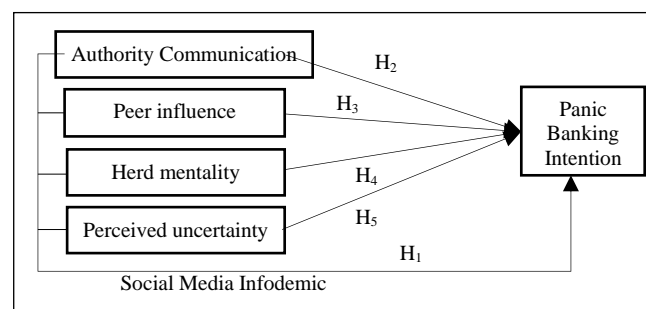 Authority Communication
H₂
Peer influence
H₃
Panic
Banking
Intention
Herd mentality
H₄
Perceived uncertainty
H₅
H₁
Social Media Infodemic